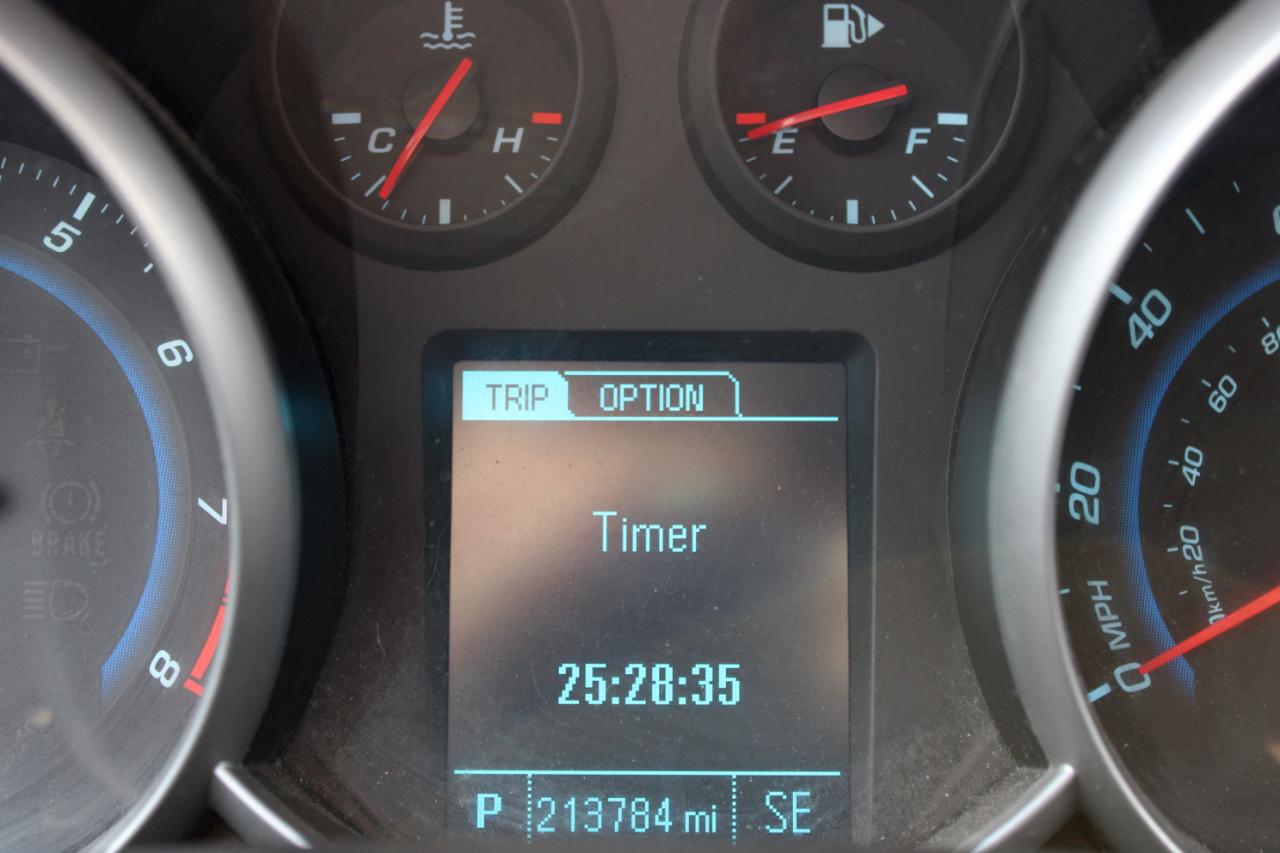 C H
E F
5
6
7
8
BRAKE
TRIP OPTION
Timer
25:28:35
P 213784 mi SE
40
20
0 MPH
60
40
20
km/h